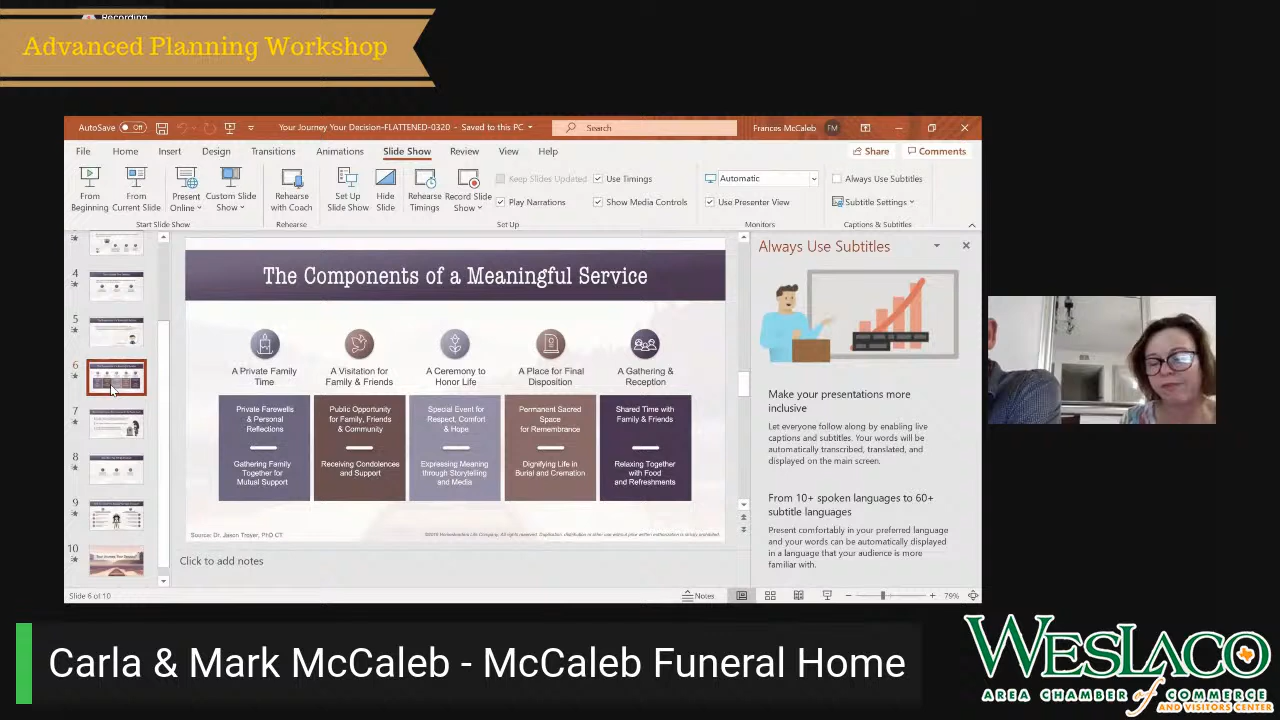 Recording
Advanced Planning Workshop
AutoSave Off
Your Journey Your Decision-FLATTENED-0320 - Saved to this PC
Search
Frances McCaleb FM
File Home Insert Design Transitions Animations Slide Show Review View Help
Share Comments
From Beginning
From Current Slide
Present Online
Custom Slide Show
Start Slide Show
Rehearse with Coach
Rehearse
Set Up Slide Show
Hide Slide
Rehearse Timings
Record Slide Show
Keep Slides Updated
Play Narrations
Use Timings
Show Media Controls
Set Up
Automatic
Use Presenter View
Monitors
Always Use Subtitles
Subtitle Settings
Captions & Subtitles
4
5
6
7
8
9
10
The Components of a Meaningful Service
A Private Family
Time
Private Farewells
& Personal
Reflections
Gathering Family
Together for
Mutual Support
A Visitation for
Family & Friends
Public Opportunity
for Family, Friends
& Community
Receiving Condolences
and Support
A Ceremony to
Honor Life
Special Event for
Respect, Comfort
& Hope
Expressing Meaning
through Storytelling
and Media
A Place for Final
Disposition
Permanent Sacred
Space
for Remembrance
Dignifying Life in
Burial and Cremation
A Gathering &
Reception
Shared Time with
Family & Friends
Relaxing Together
with Food
and Refreshments
Source: Dr. Jason Troyer, PhD CT
Click to add notes
Always Use Subtitles
Make your presentations more
inclusive
Let everyone follow along by enabling live
captions and subtitles. Your words will be
automatically transcribed, translated, and
displayed on the main screen.
From 10+ spoken languages to 60+
subtitle languages
Present comfortably in your preferred language
and your words can be automatically displayed
in a language that your audience is more
familiar with.
Slide 6 of 10
Notes
79%
Carla & Mark McCaleb - McCaleb Funeral Home
WESLACO
AREA CHAMBER of COMMERCE
AND VISITORS CENTER